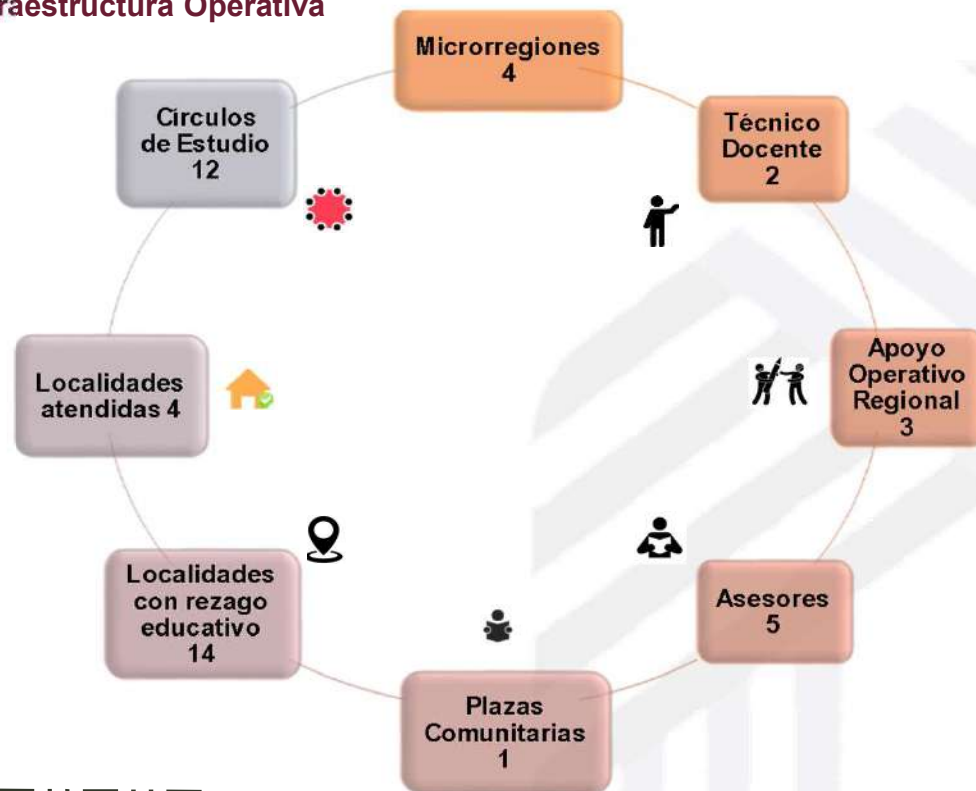 raestructura Operativa
Microrregiones
4
Técnico
Docente
2
Apoyo
Operativo
Regional
3
Asesores
5
Plazas
Comunitarias
1
Localidades
con rezago
educativo
14
Localidades
atendidas 4
Círculos
de Estudio
12